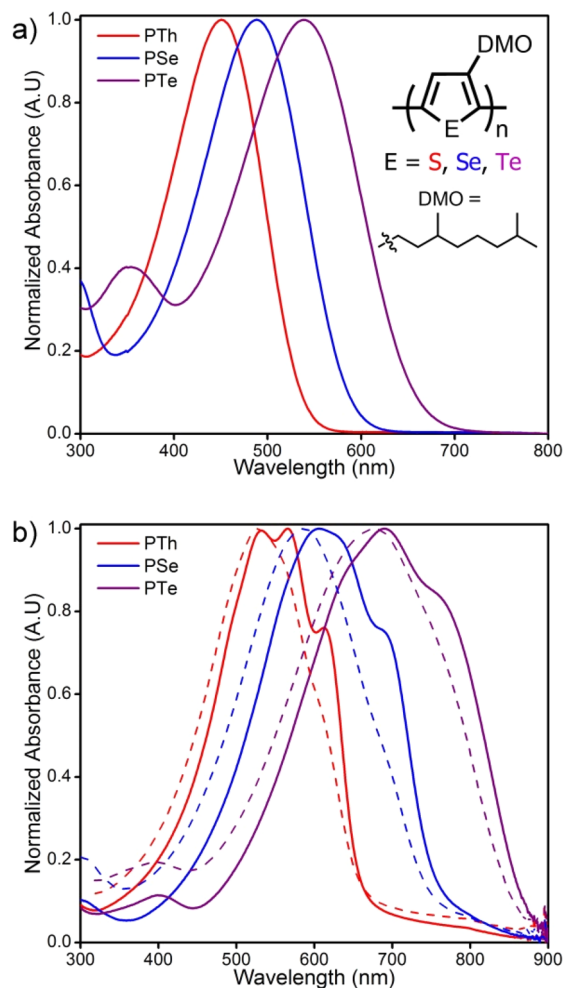 a)
Normalized Absorbance (A.U)
1.0
0.8
0.6
0.4
0.2
0.0
PTh
PSe
PTe
DMO
E
n
E = S, Se, Te
DMO =
300 400 500 600 700 800
Wavelength (nm)
b)
Normalized Absorbance (A.U)
1.0
0.8
0.6
0.4
0.2
0.0
PTh
PSe
PTe
300 400 500 600 700 800 900
Wavelength (nm)